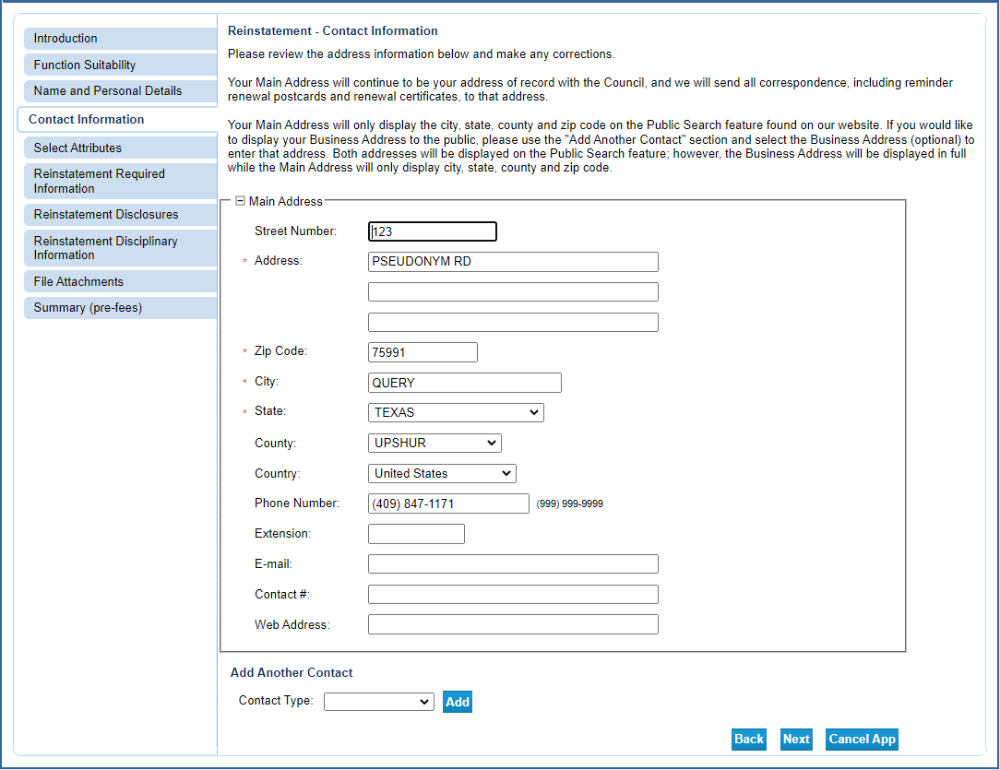 Introduction
Function Suitability
Name and Personal Details
Contact Information
Select Attributes
Reinstatement Required
Information
Reinstatement Disclosures
Reinstatement Disciplinary
Information
File Attachments
Summary (pre-fees)
Reinstatement - Contact Information
Please review the address information below and make any corrections.
Your Main Address will continue to be your address of record with the Council, and we will send all correspondence, including reminder
renewal postcards and renewal certificates, to that address.
Your Main Address will only display the city, state, county and zip code on the Public Search feature found on our website. If you would like
to display your Business Address to the public, please use the "Add Another Contact" section and select the Business Address (optional) to
enter that address. Both addresses will be displayed on the Public Search feature; however, the Business Address will be displayed in full
while the Main Address will only display city, state, county and zip code.
Main Address
Street Number: 123
* Address: PSEUDONYM RD
* Zip Code: 75991
* City: QUERY
* State: TEXAS
County: UPSHUR
Country: United States
Phone Number: (409) 847-1171 (999) 999-9999
Extension:
E-mail:
Contact #:
Web Address:
Add Another Contact
Contact Type: Add
Back Next Cancel App